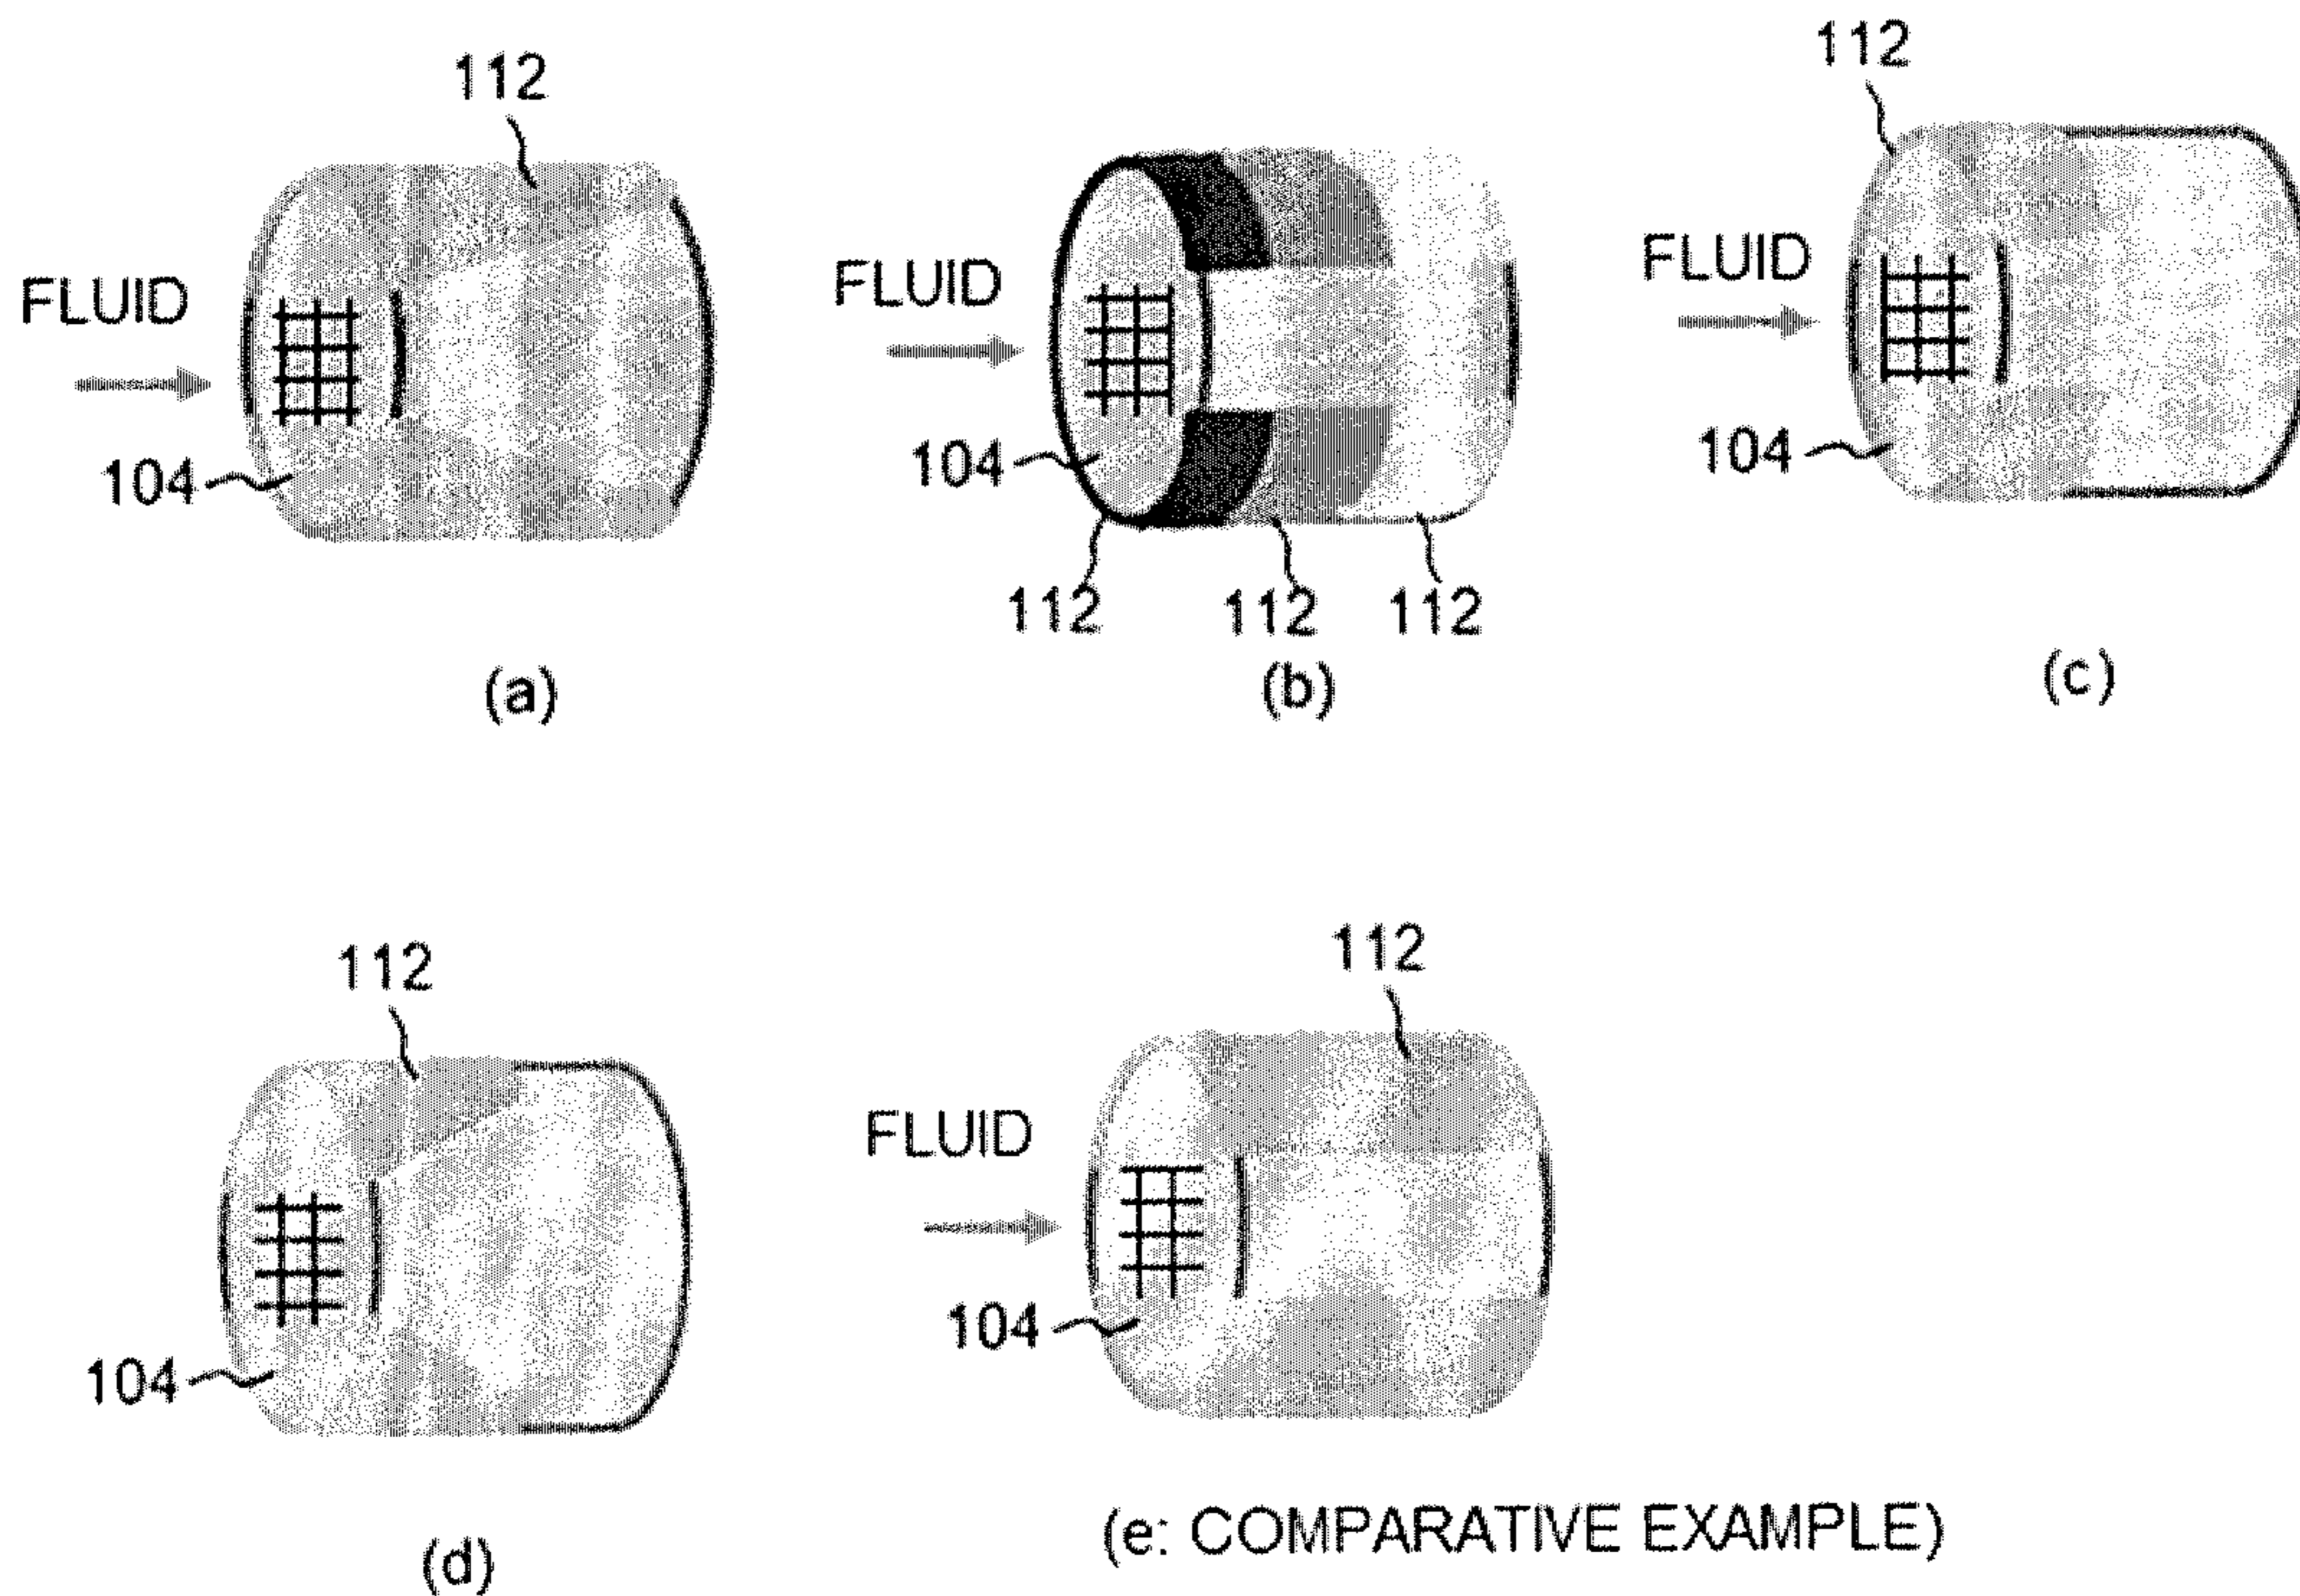 112
FLUID
104
(a)
FLUID
104
112 112 112
(b)
112
FLUID
104
(c)
112
104
(d)
112
FLUID
104
(e: COMPARATIVE EXAMPLE)